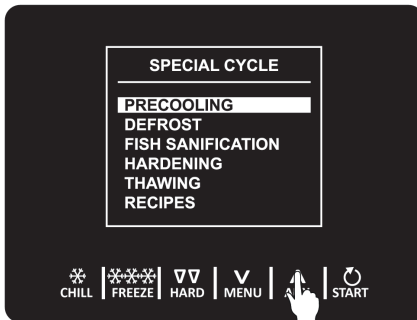 SPECIAL CYCLE
PRECOOLING
DEFROST
FISH SANIFICATION
HARDENING
THAWING
RECIPES
CHILL FREEZE HARD MENU START